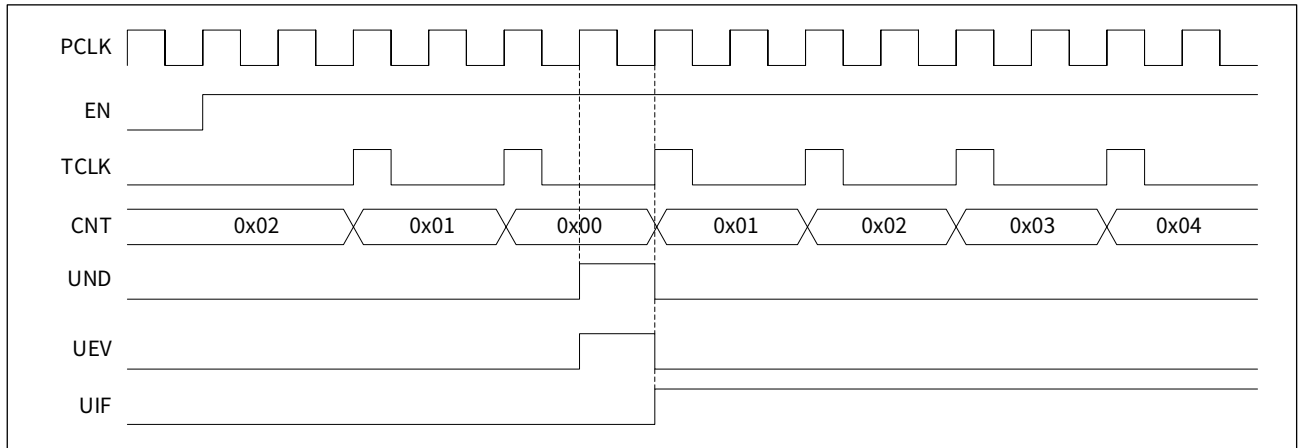 PCLK
EN
TCLK
CNT 0x02 0x01 0x00 0x01 0x02 0x03 0x04
UND
UEV
UIF